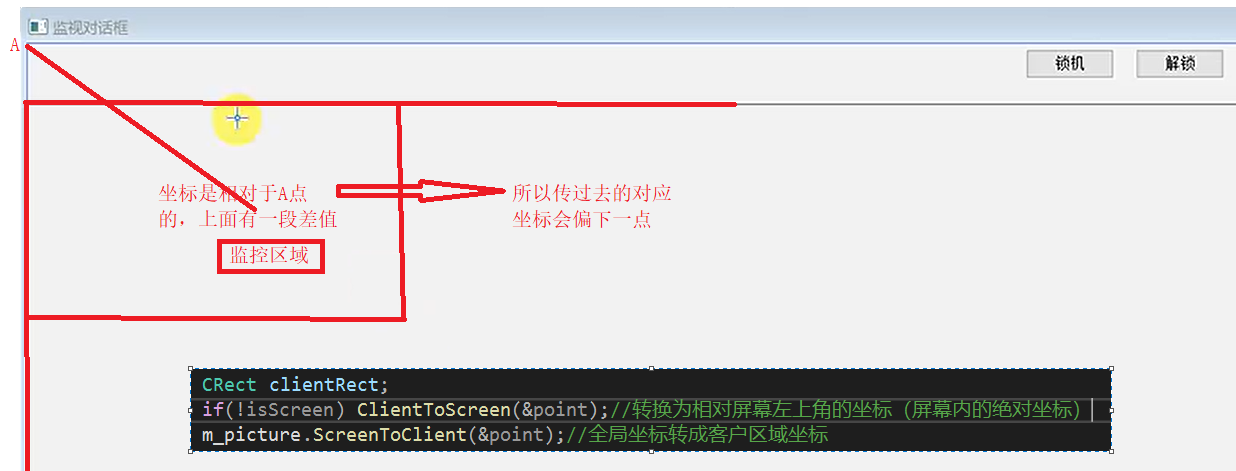 监视对话框
A
锁机
解锁
坐标是相对于A点
的，上面有一段差值
所以传过去的对应
坐标会偏下一点
监控区域
CRect clientRect;
if(!isScreen) ClientToScreen(&point);//转换为相对屏幕左上角的坐标（屏幕内的绝对坐标）
m_picture.ScreenToClient(&point);//全局坐标转成客户区域坐标